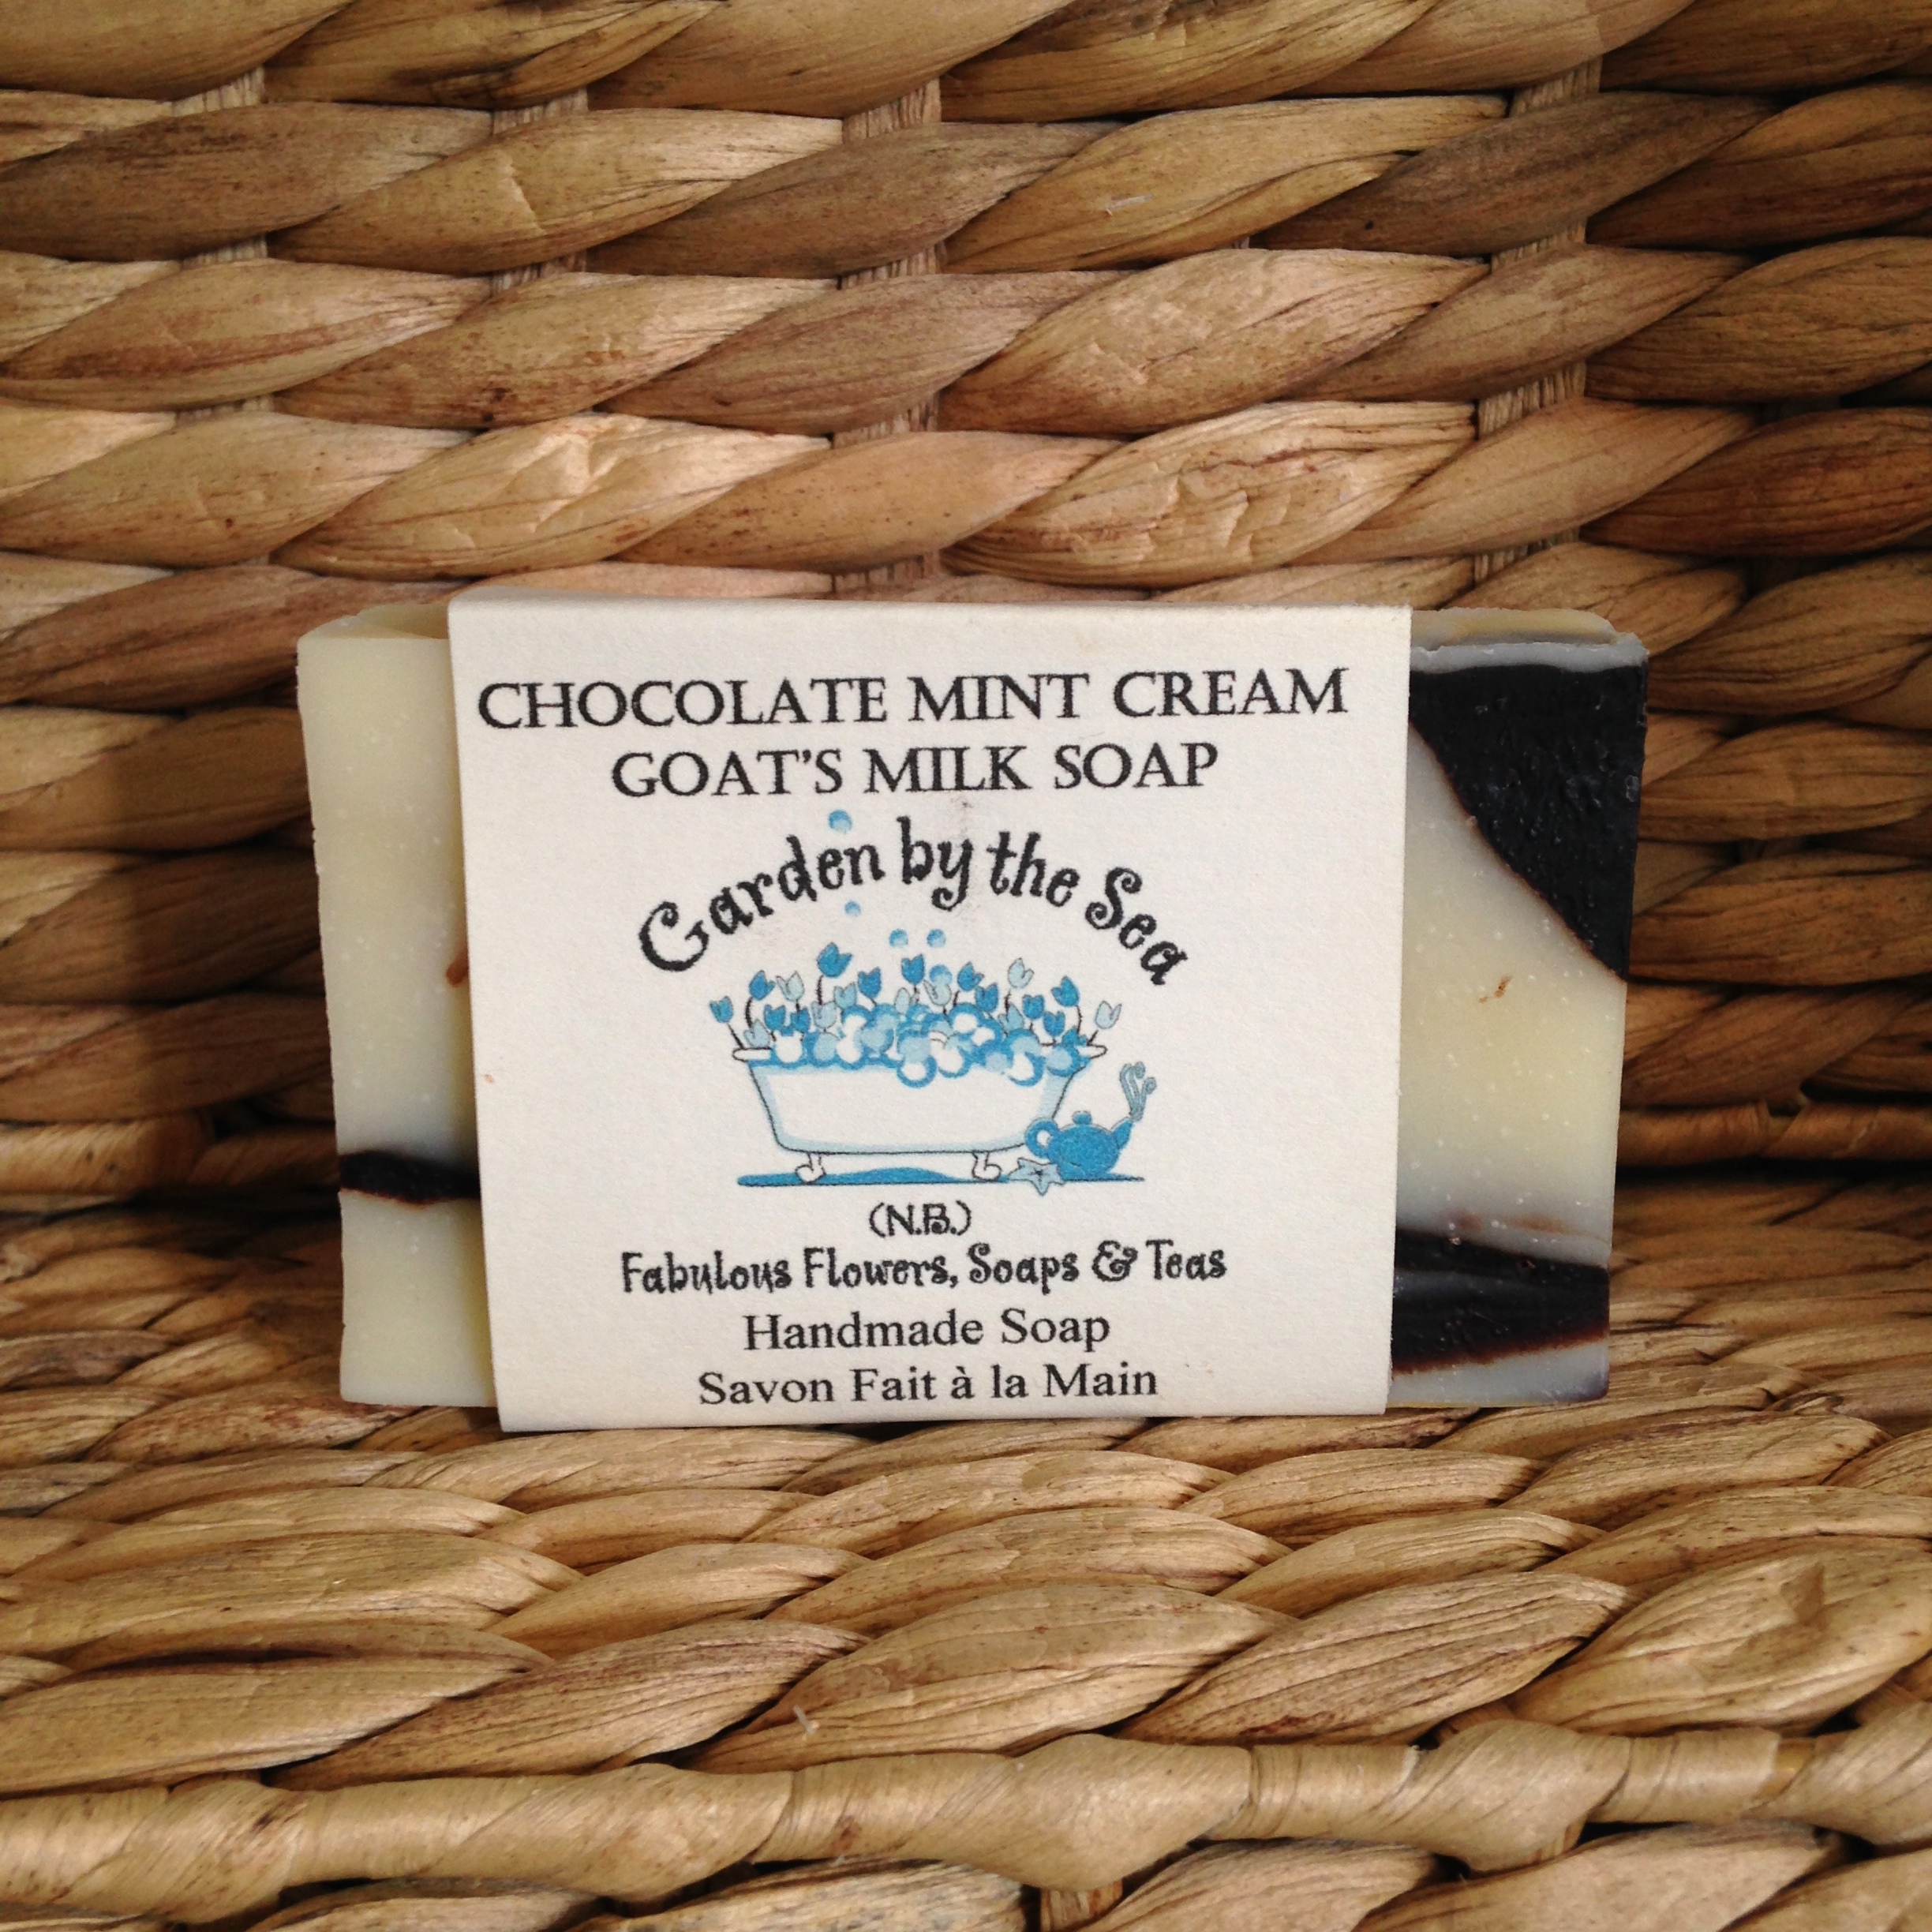 CHOCOLATE MINT CREAM
GOAT'S MILK SOAP
Garden by the Sea
(N.B.)
Fabulous Flowers, Soaps & Teas
Handmade Soap
Savon Fait à la Main